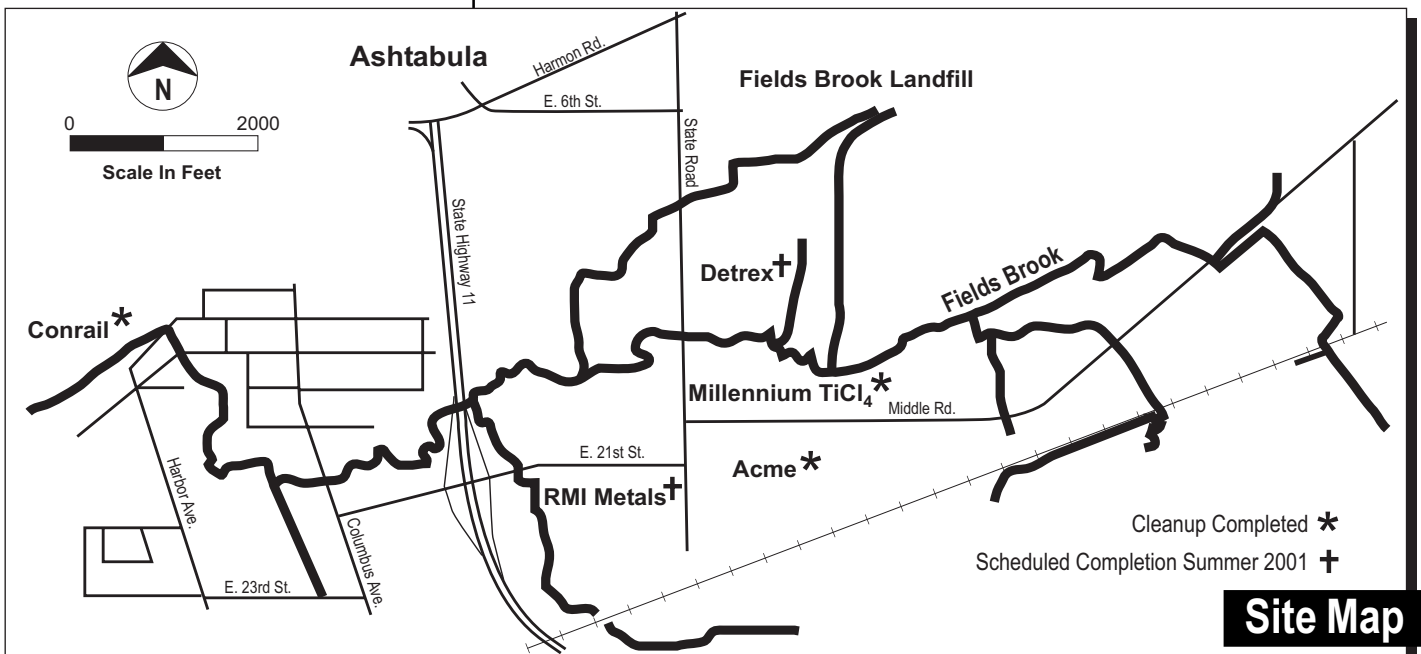 Ashtabula
Harmon Rd.
N
E. 6th St.
Fields Brook Landfill
0 2000
Scale In Feet
State Road
State Highway 11
Detrex†
Fields Brook
Conrail*
Millennium TiCl₄*
Middle Rd.
E. 21st St.
Acme*
RMI Metals†
Harbor Ave.
Columbus Ave.
E. 23rd St.
Cleanup Completed *
Scheduled Completion Summer 2001 †
Site Map